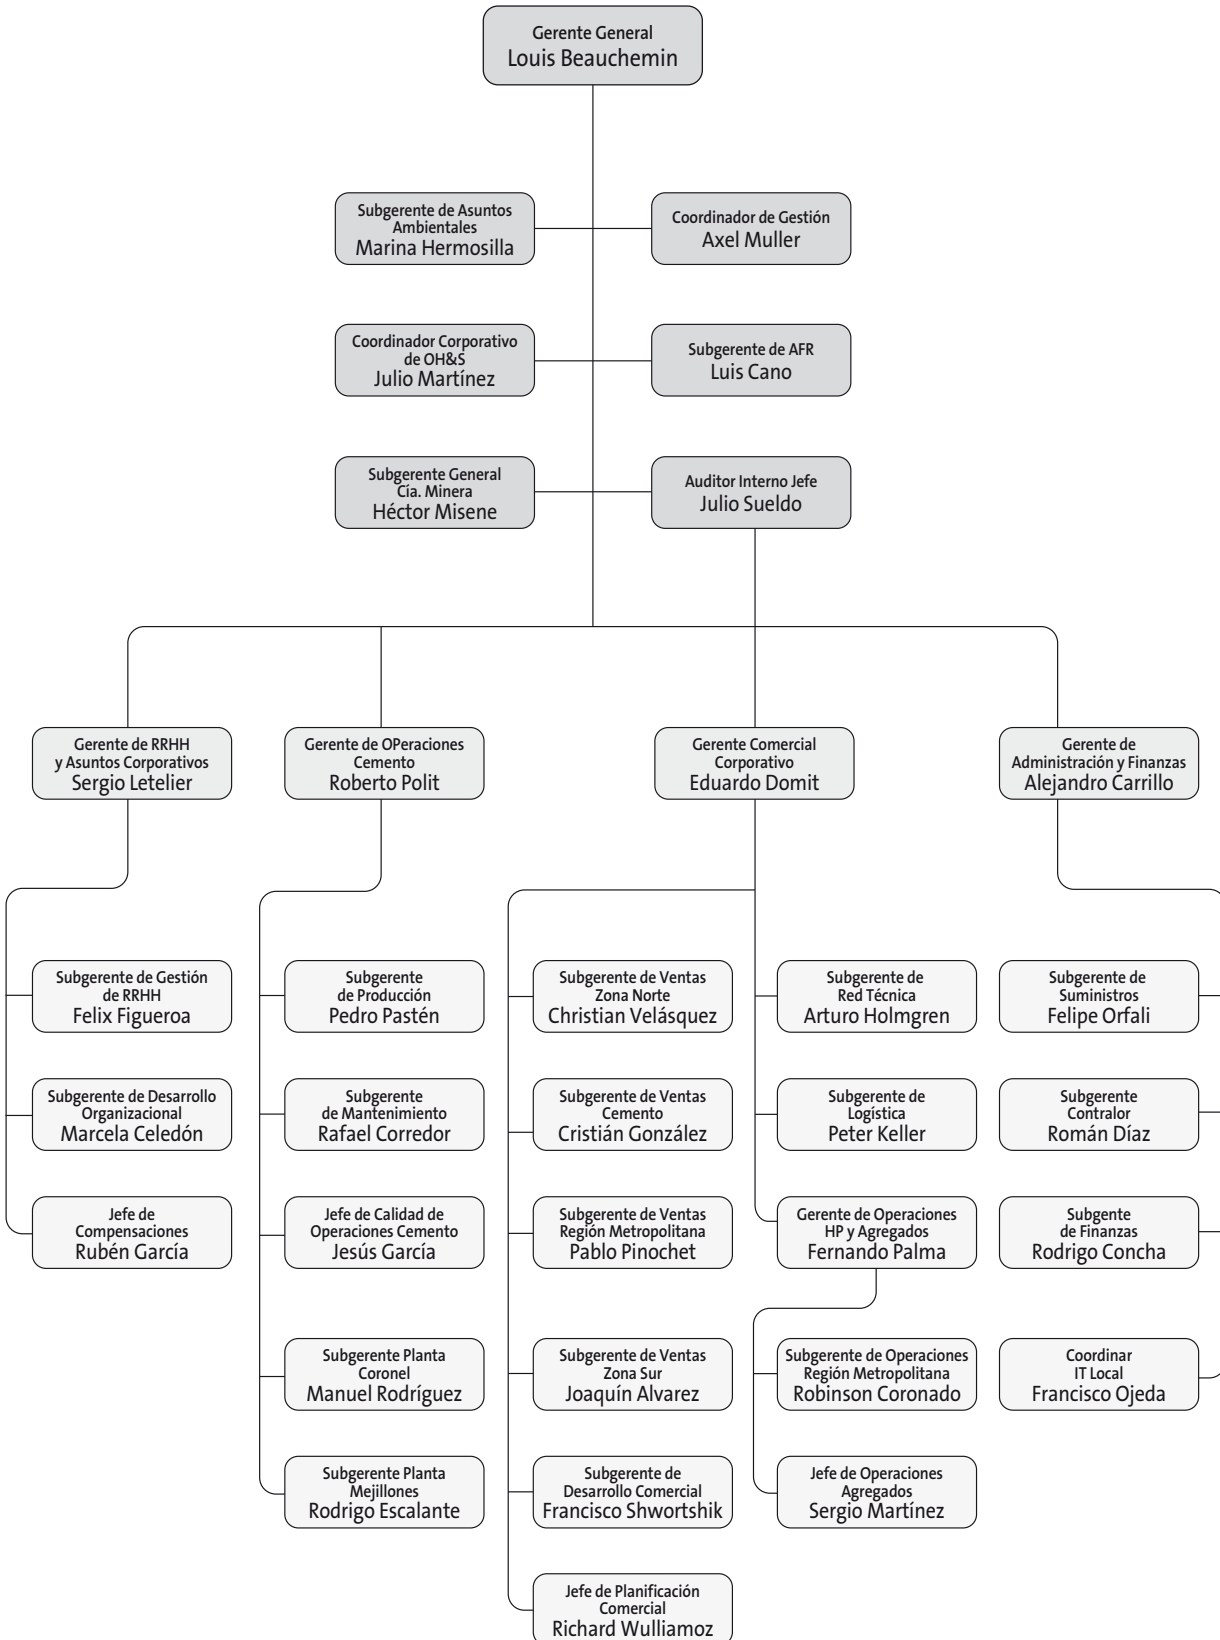 Gerente General
Louis Beauchemin
Subgerente de Asuntos
Ambientales
Marina Hermosilla
Coordinador de Gestión
Axel Muller
Coordinador Corporativo
de OH&S
Julio Martínez
Subgerente de AFR
Luis Cano
Subgerente General
Cía. Minera
Héctor Misene
Auditor Interno Jefe
Julio Sueldo
Gerente de RRHH
y Asuntos Corporativos
Sergio Letelier
Gerente de OPeraciones
Cemento
Roberto Polit
Gerente Comercial
Corporativo
Eduardo Domit
Gerente de
Administración y Finanzas
Alejandro Carrillo
Subgerente de Gestión
de RRHH
Felix Figueroa
Subgerente
de Producción
Pedro Pastén
Subgerente de Ventas
Zona Norte
Christian Velásquez
Subgerente de
Red Técnica
Arturo Holmgren
Subgerente de
Suministros
Felipe Orfali
Subgerente de Desarrollo
Organizacional
Marcela Celedón
Subgerente
de Mantenimiento
Rafael Corredor
Subgerente de Ventas
Cemento
Cristián González
Subgerente de
Logística
Peter Keller
Subgerente
Contralor
Román Díaz
Jefe de
Compensaciones
Rubén García
Jefe de Calidad de
Operaciones Cemento
Jesús García
Subgerente de Ventas
Región Metropolitana
Pablo Pinochet
Gerente de Operaciones
HP y Agregados
Fernando Palma
Subgente
de Finanzas
Rodrigo Concha
Subgerente Planta
Coronel
Manuel Rodríguez
Subgerente de Ventas
Zona Sur
Joaquín Alvarez
Subgerente de Operaciones
Región Metropolitana
Robinson Coronado
Coordinar
IT Local
Francisco Ojeda
Subgerente Planta
Mejillones
Rodrigo Escalante
Subgerente de
Desarrollo Comercial
Francisco Shwortshik
Jefe de Operaciones
Agregados
Sergio Martínez
Jefe de Planificación
Comercial
Richard Wulliamoz